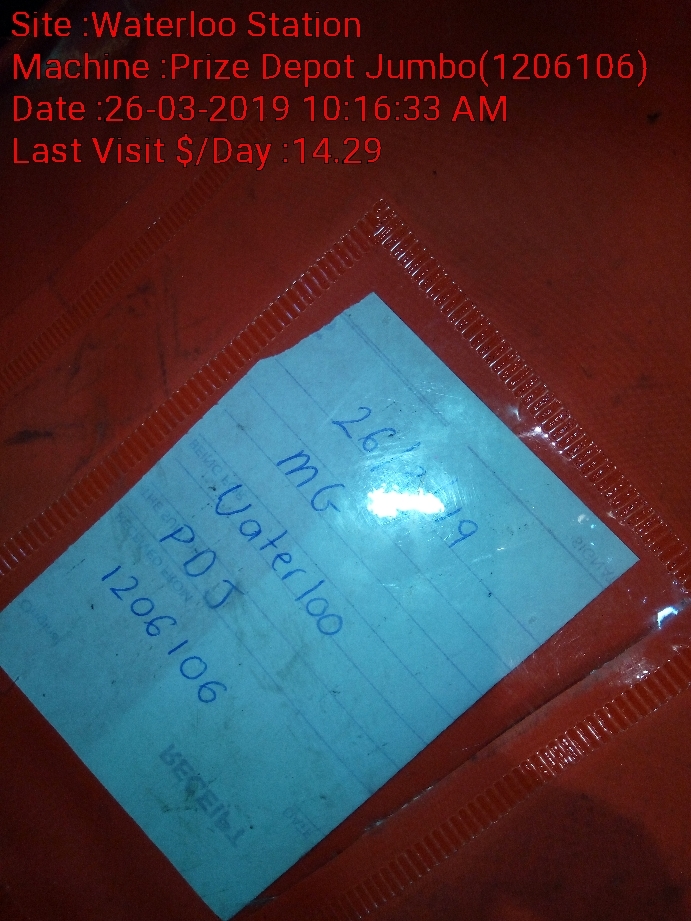 Site :Waterloo Station
Machine :Prize Depot Jumbo(1206106)
Date :26-03-2019 10:16:33 AM
Last Visit $/Day :14.29
MG
Waterloo
PDJ
1206106
RECEIPT